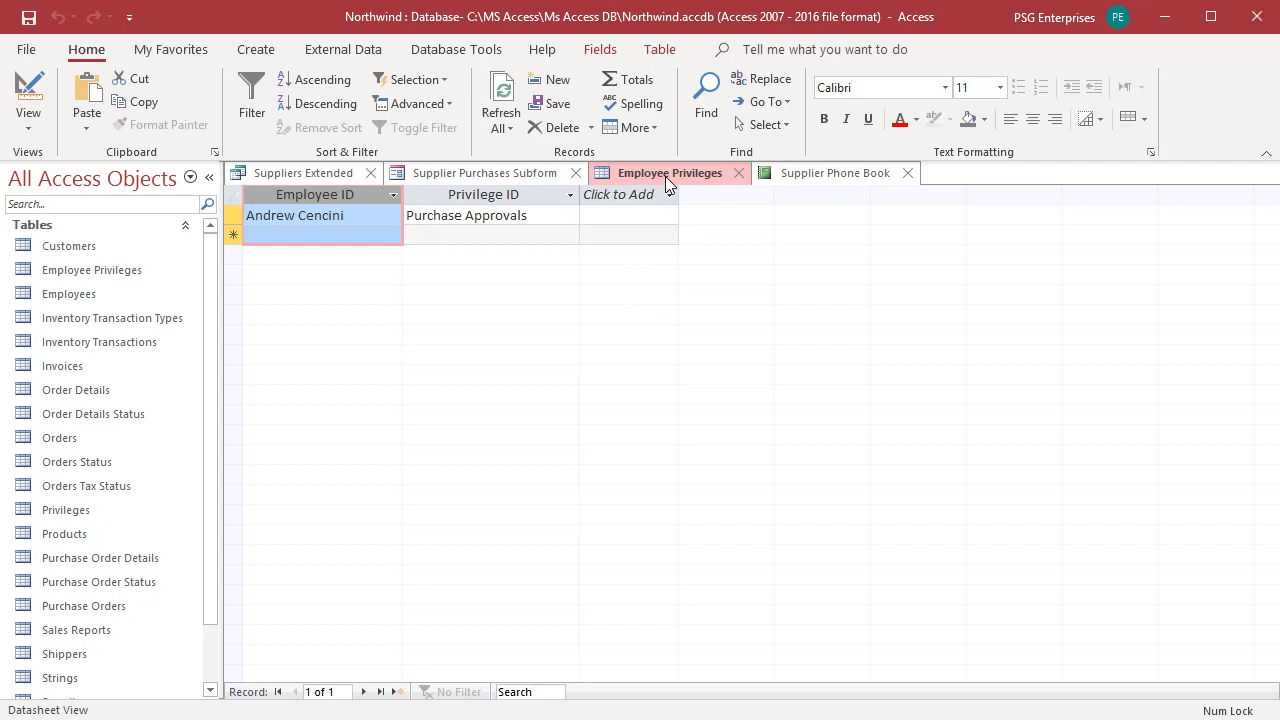 Northwind : Database- C:\MS Access\Ms Access DB\Northwind.accdb (Access 2007 - 2016 file format) - Access
PSG Enterprises
PE
File
Home
My Favorites
Create
External Data
Database Tools
Help
Fields
Table
Tell me what you want to do
View
Views
Paste
Cut
Copy
Format Painter
Clipboard
Filter
Ascending
Descending
Remove Sort
Selection
Advanced
Toggle Filter
Sort & Filter
Refresh
All
New
Save
Delete
Totals
Spelling
More
Records
Find
Replace
Go To
Select
Find
Calibri
11
B I U A
Text Formatting
All Access Objects
Search...
Tables
Customers
Employee Privileges
Employees
Inventory Transaction Types
Inventory Transactions
Invoices
Order Details
Order Details Status
Orders
Orders Status
Orders Tax Status
Privileges
Products
Purchase Order Details
Purchase Order Status
Purchase Orders
Sales Reports
Shippers
Strings
Suppliers Extended
Supplier Purchases Subform
Employee Privileges
Supplier Phone Book
Employee ID
Privilege ID
Click to Add
Andrew Cencini
Purchase Approvals
Record:
1 of 1
No Filter
Search
Datasheet View
Num Lock